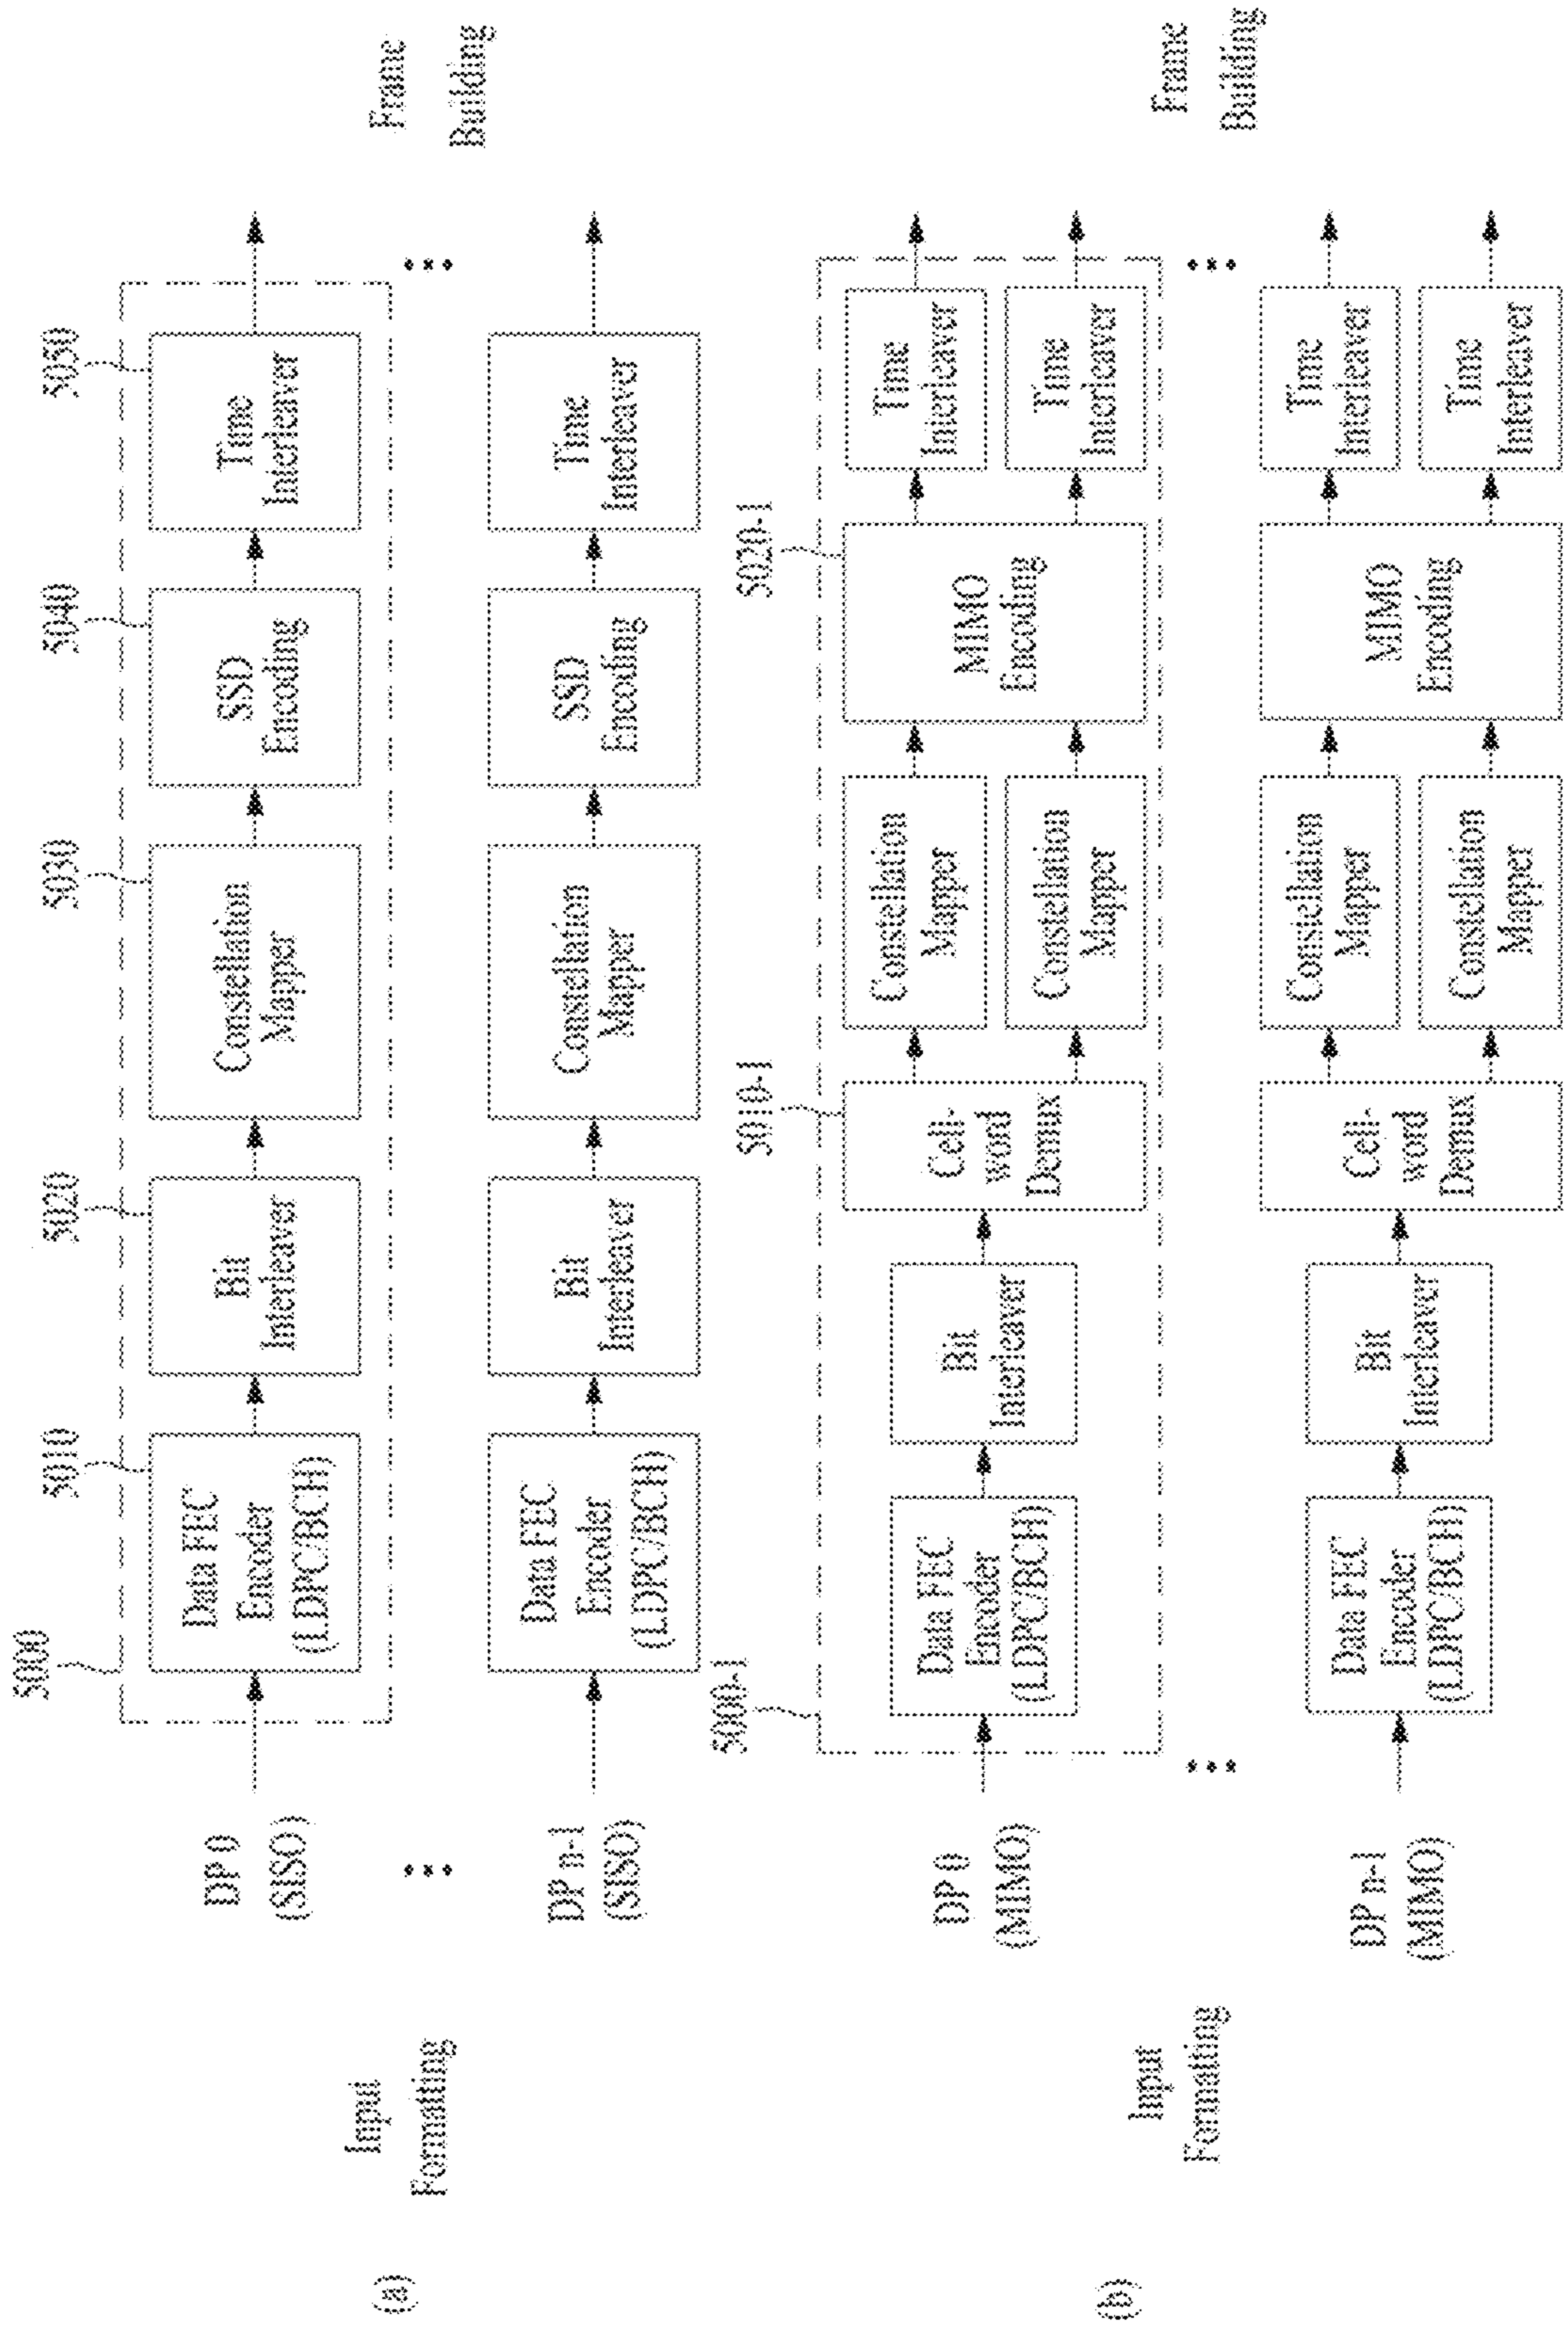 (a)
Input
Formatting
DP 0
(SISO)
5000
Data FEC
Encoder
(LDPC/BCH)
5010
Bit
Interleaver
5020
Constellation
Mapper
5030
SSD
Encoding
5040
Time
Interleaver
5050
Frame
Building
DP n-1
(SISO)
Data FEC
Encoder
(LDPC/BCH)
Bit
Interleaver
Constellation
Mapper
SSD
Encoding
Time
Interleaver
(b)
Input
Formatting
DP 0
(MIMO)
5000-1
Data FEC
Encoder
(LDPC/BCH)
Bit
Interleaver
Cell-
word
Demux
5010-1
Constellation
Mapper
Constellation
Mapper
MIMO
Encoding
5020-1
Time
Interleaver
Time
Interleaver
Frame
Building
DP n-1
(MIMO)
Data FEC
Encoder
(LDPC/BCH)
Bit
Interleaver
Cell-
word
Demux
Constellation
Mapper
Constellation
Mapper
MIMO
Encoding
Time
Interleaver
Time
Interleaver